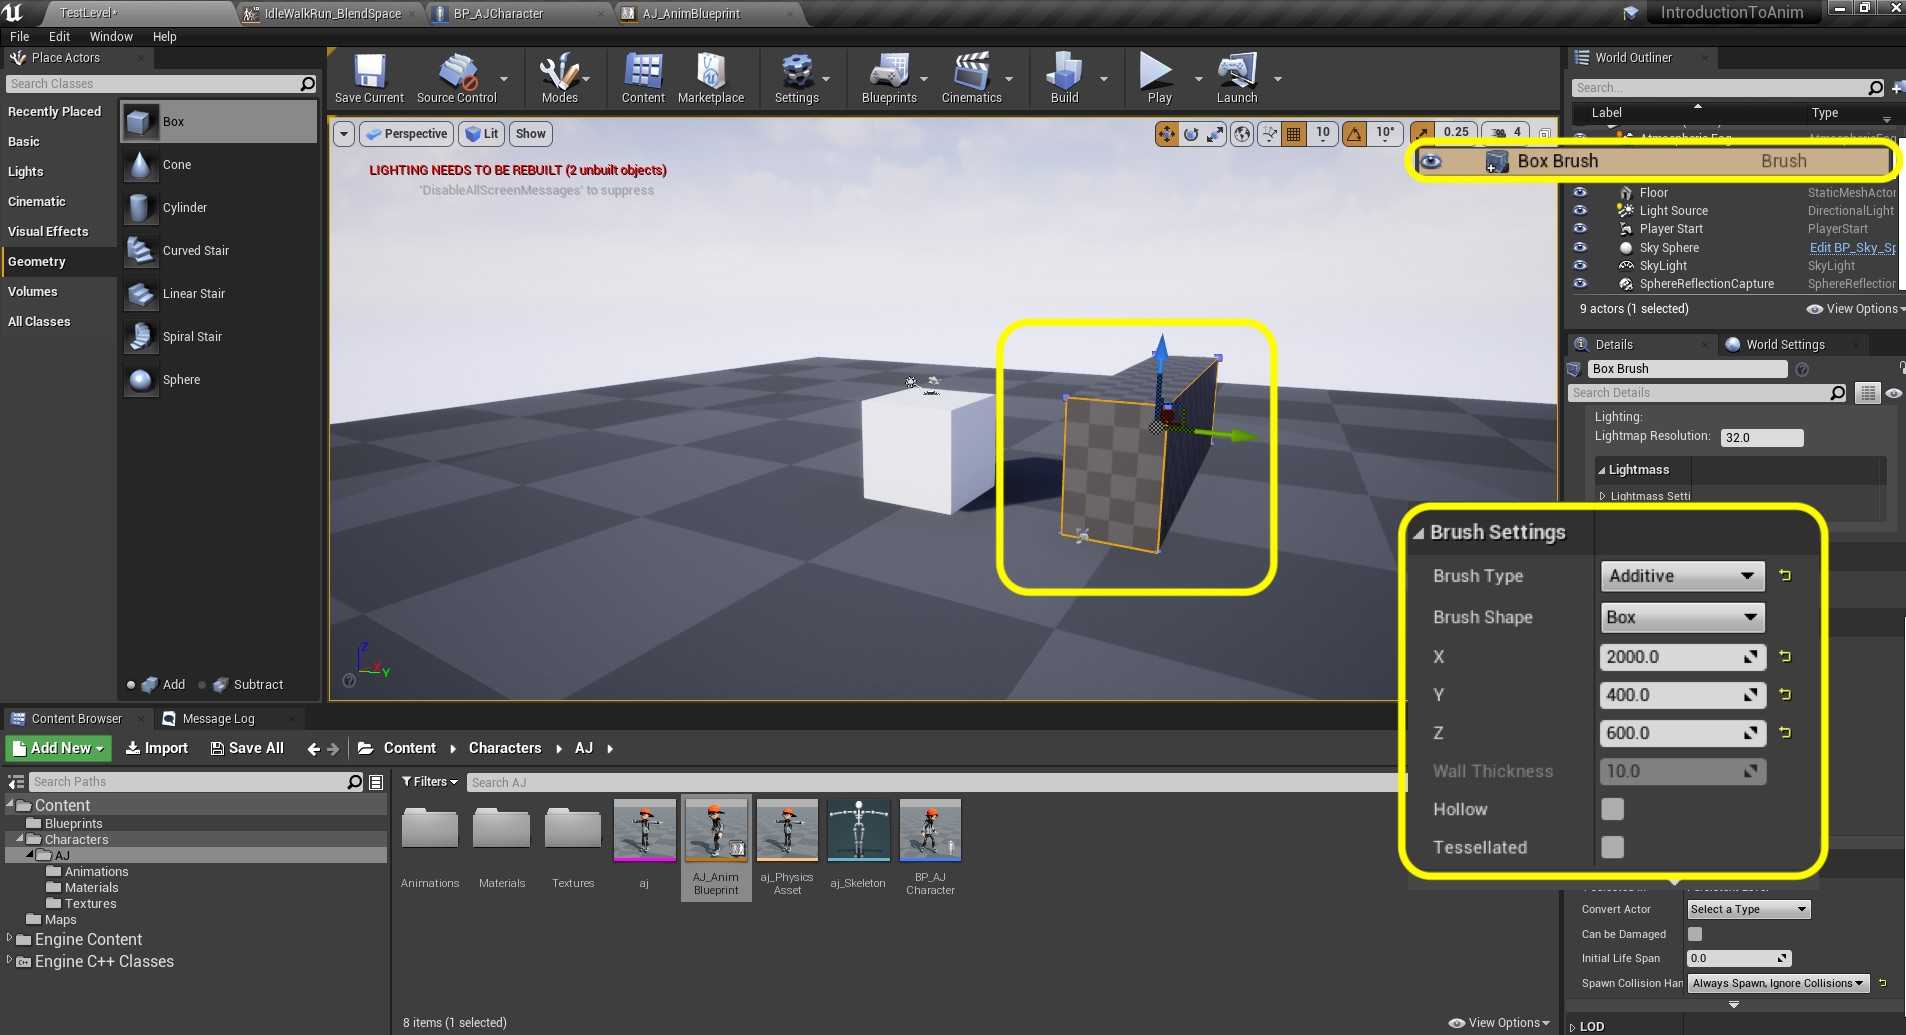 TestLevel*
IdleWalkRun_BlendSpace
BP_AJCharacter
AJ_AnimBlueprint
IntroductionToAnim
File Edit Window Help
Place Actors
Search Classes
Recently Placed
Basic
Lights
Cinematic
Visual Effects
Geometry
Volumes
All Classes
Box
Cone
Cylinder
Curved Stair
Linear Stair
Spiral Stair
Sphere
Add Subtract
Save Current
Source Control
Modes
Content
Marketplace
Settings
Blueprints
Cinematics
Build
Play
Launch
Perspective Lit Show
10 10° 0.25 4
LIGHTING NEEDS TO BE REBUILT (2 unbuilt objects)
'DisableAllScreenMessages' to suppress
Z
X
Y
World Outliner
Search...
Label Type
Box Brush Brush
Floor StaticMeshActor
Light Source DirectionalLight
Player Start PlayerStart
Sky Sphere Edit BP_Sky_Sp
SkyLight SkyLight
SphereReflectionCapture SphereReflection
9 actors (1 selected) View Options
Details World Settings
Box Brush
Search Details
Lighting:
Lightmap Resolution: 32.0
Lightmass
Lightmass Setti
Brush Settings
Brush Type Additive
Brush Shape Box
X 2000.0
Y 400.0
Z 600.0
Wall Thickness 10.0
Hollow
Tessellated
Convert Actor Select a Type
Can be Damaged
Initial Life Span 0.0
Spawn Collision Han Always Spawn, Ignore Collisions
LOD
Content Browser Message Log
Add New Import Save All Content Characters AJ
Search Paths
Filters Search AJ
Content
Blueprints
Characters
AJ
Animations
Materials
Textures
Maps
Engine Content
Engine C++ Classes
Animations
Materials
Textures
aj
AJ_Anim
Blueprint
aj_Physics
Asset
aj_Skeleton
BP_AJ
Character
8 items (1 selected) View Options